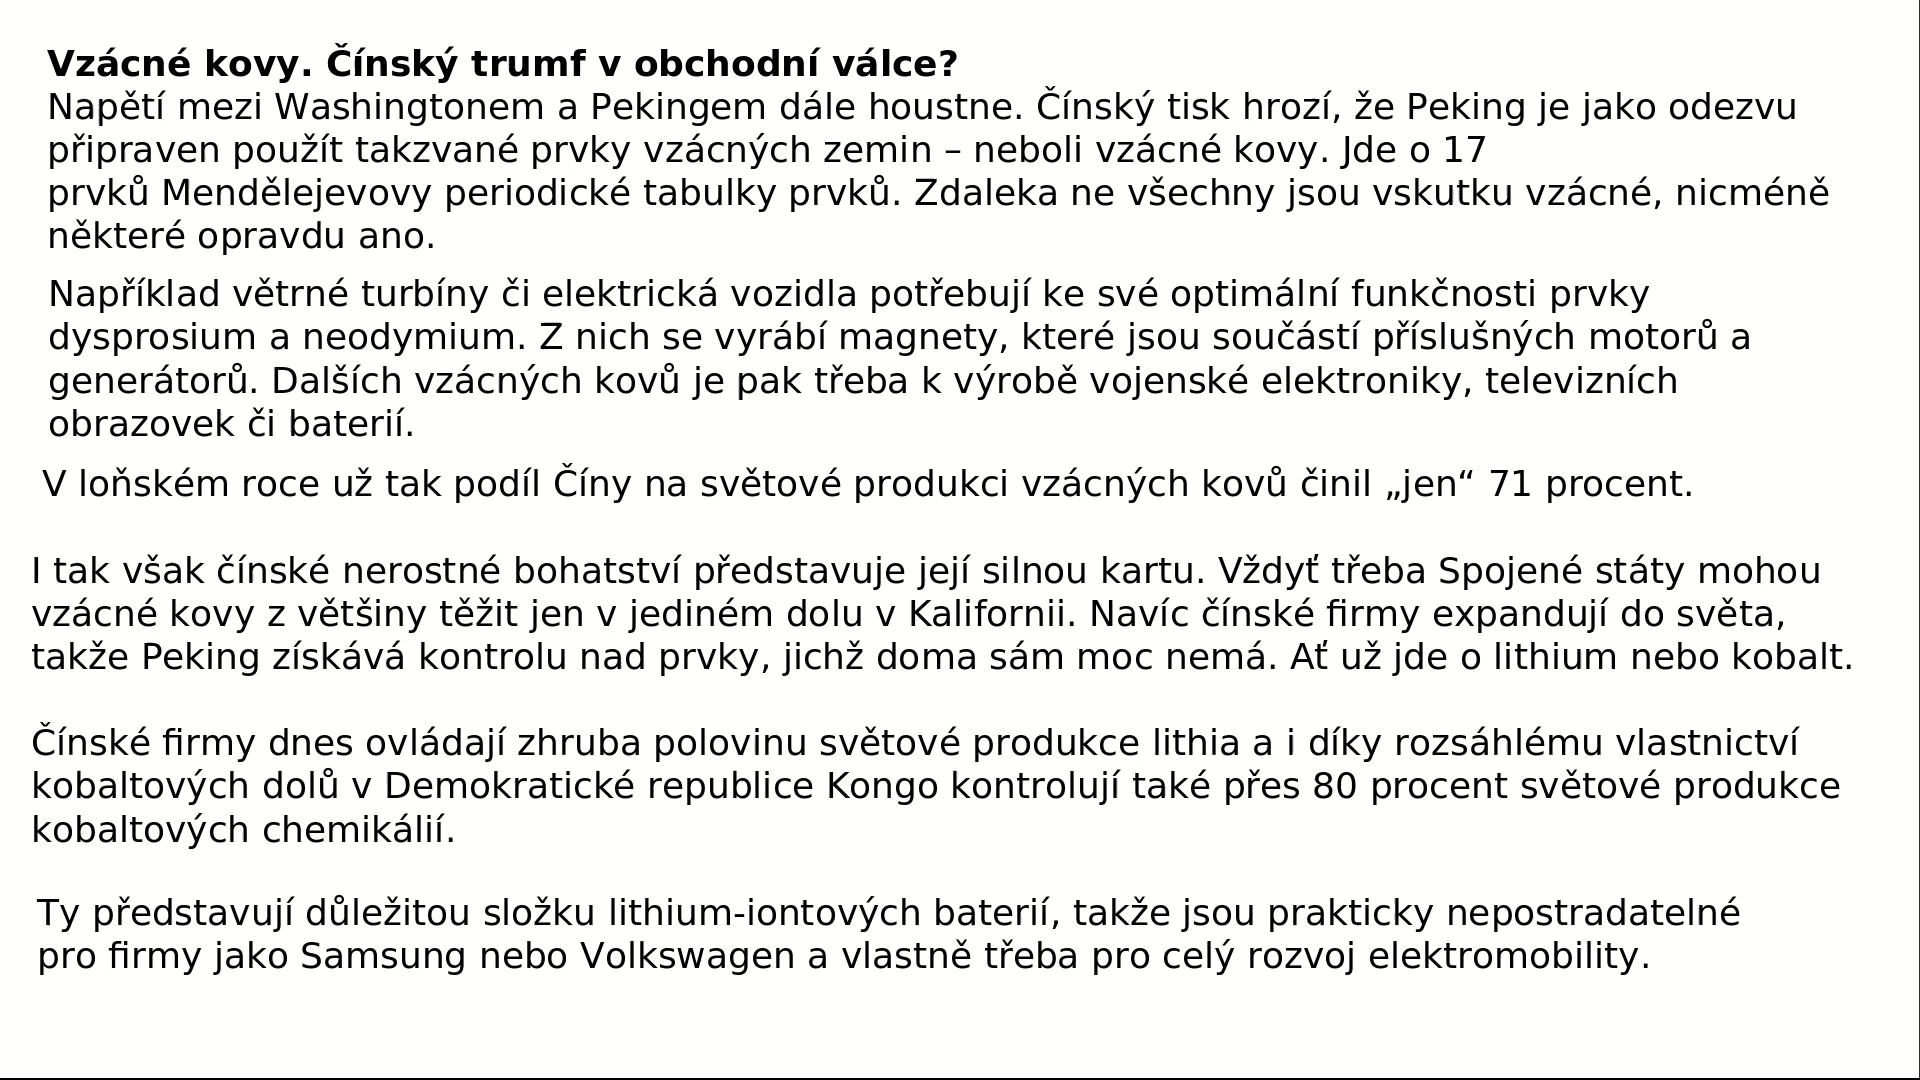 Vzácné kovy. Čínský trumf v obchodní válce?
Napětí mezi Washingtonem a Pekingem dále houstne. Čínský tisk hrozí, že Peking je jako odezvu
připraven použít takzvané prvky vzácných zemin – neboli vzácné kovy. Jde o 17
prvků Mendělejevovy periodické tabulky prvků. Zdaleka ne všechny jsou vskutku vzácné, nicméně
některé opravdu ano.
Například větrné turbíny či elektrická vozidla potřebují ke své optimální funkčnosti prvky
dysprosium a neodymium. Z nich se vyrábí magnety, které jsou součástí příslušných motorů a
generátorů. Dalších vzácných kovů je pak třeba k výrobě vojenské elektroniky, televizních
obrazovek či baterií.
V loňském roce už tak podíl Číny na světové produkci vzácných kovů činil „jen“ 71 procent.
I tak však čínské nerostné bohatství představuje její silnou kartu. Vždyť třeba Spojené státy mohou
vzácné kovy z většiny těžit jen v jediném dolu v Kalifornii. Navíc čínské firmy expandují do světa,
takže Peking získává kontrolu nad prvky, jichž doma sám moc nemá. Ať už jde o lithium nebo kobalt.
Čínské firmy dnes ovládají zhruba polovinu světové produkce lithia a i díky rozsáhlému vlastnictví
kobaltových dolů v Demokratické republice Kongo kontrolují také přes 80 procent světové produkce
kobaltových chemikálií.
Ty představují důležitou složku lithium-iontových baterií, takže jsou prakticky nepostradatelné
pro firmy jako Samsung nebo Volkswagen a vlastně třeba pro celý rozvoj elektromobility.